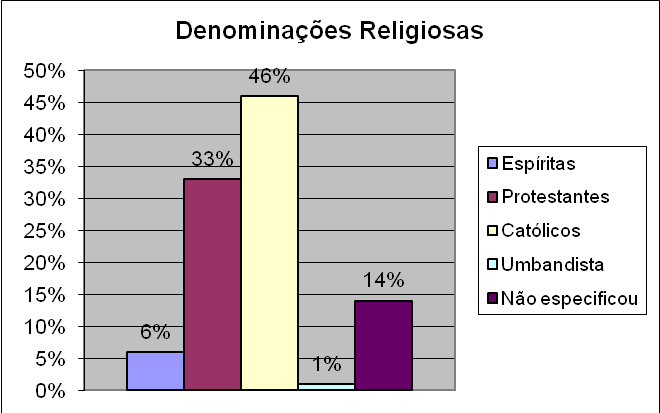 Denominações Religiosas
50%
45%
40%
35%
30%
25%
20%
15%
10%
5%
0%
6%
33%
46%
1%
14%
Espíritas
Protestantes
Católicos
Umbandista
Não especificou